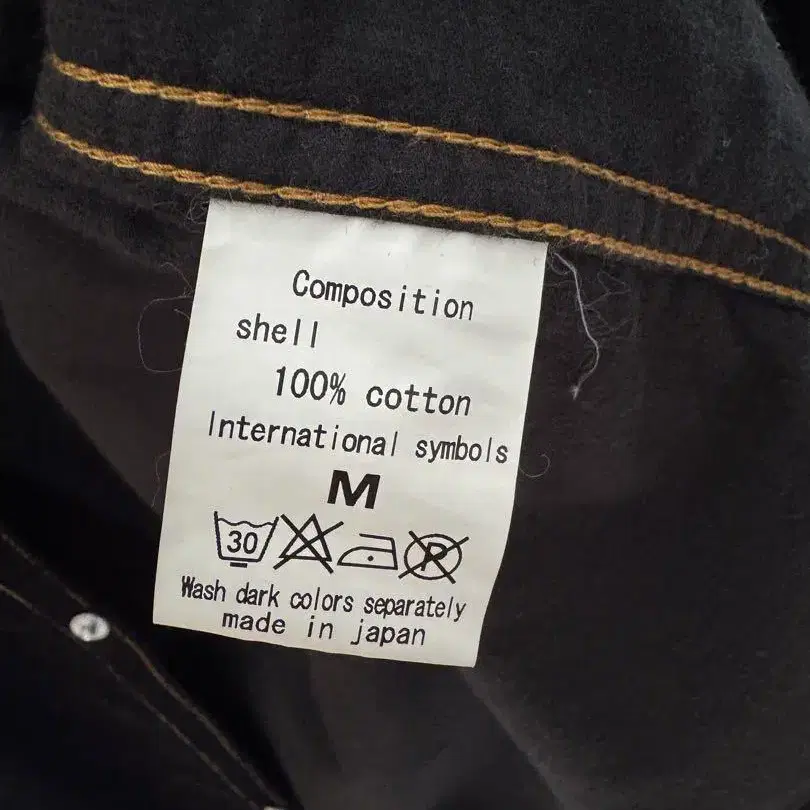 Composition
shell
100% cotton
International symbols
M
30 P
Wash dark colors separately
made in japan